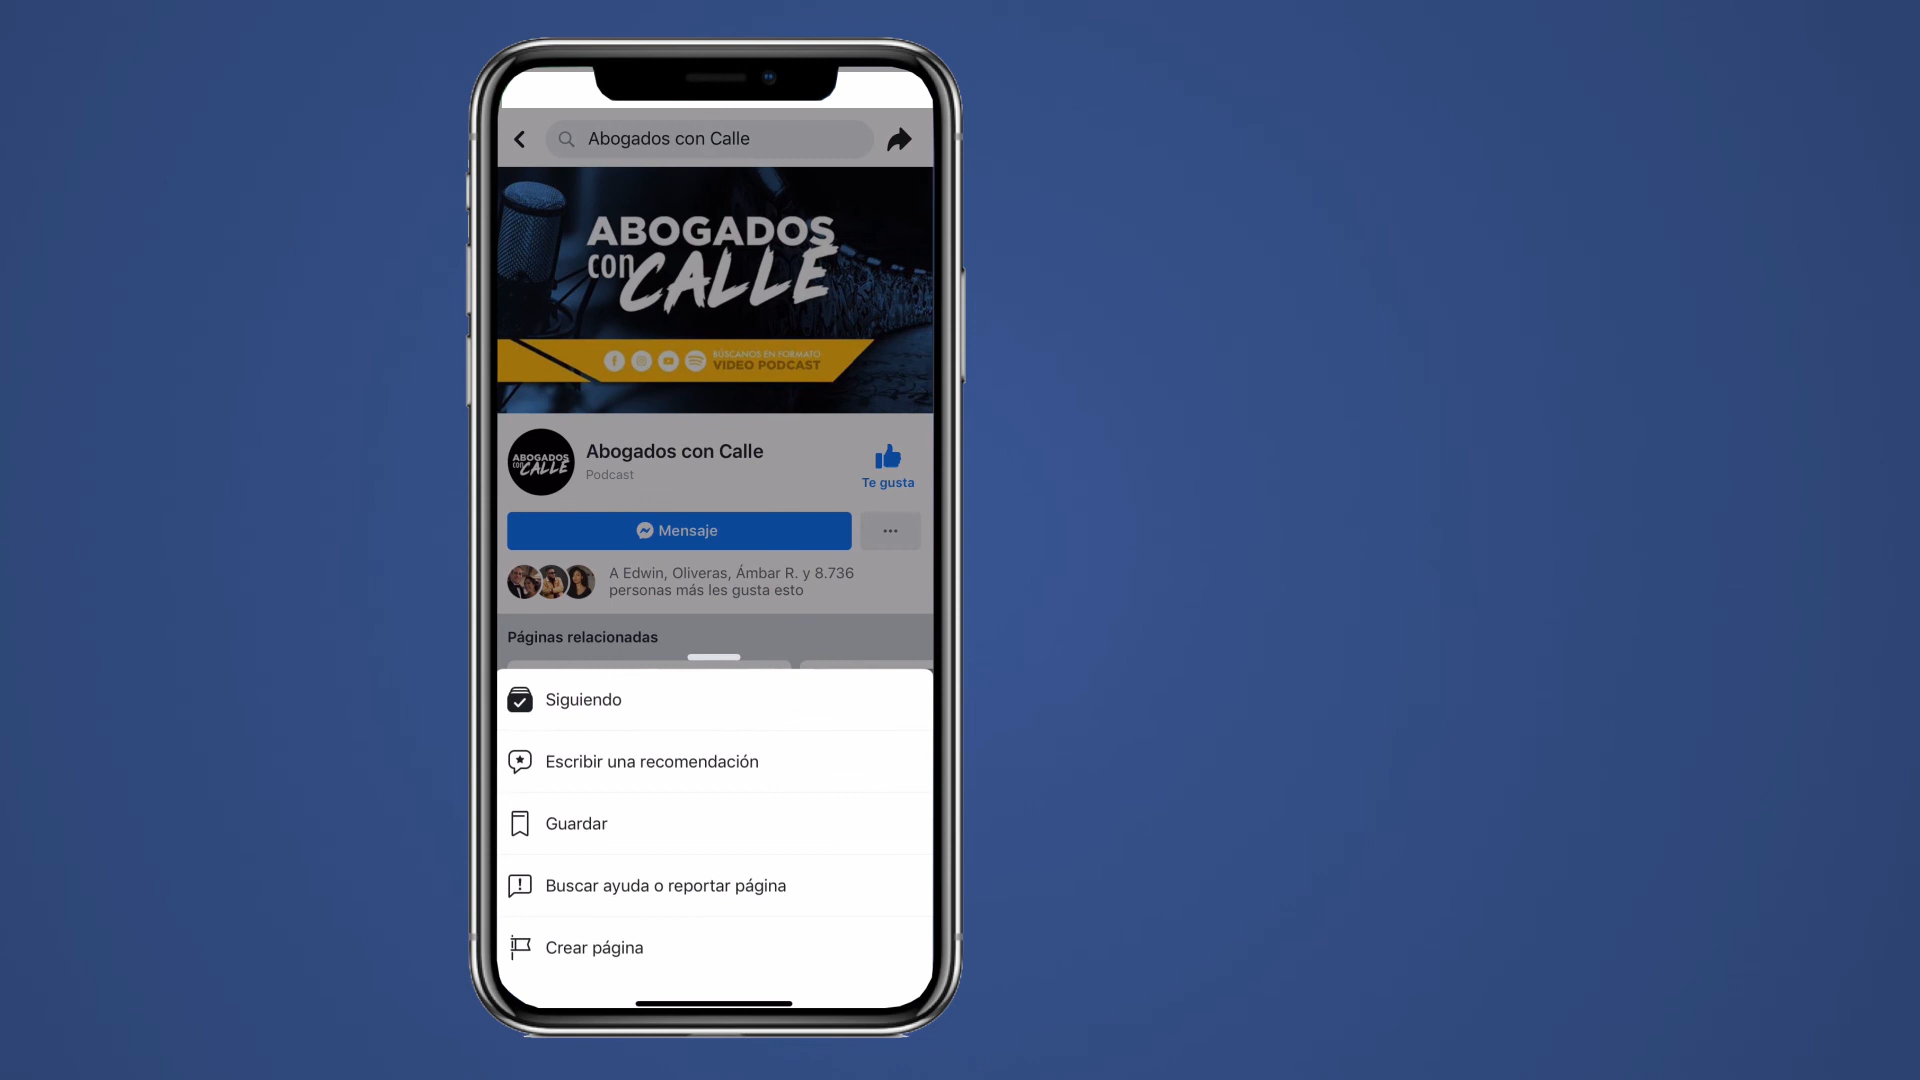 Abogados con Calle
ABOGADOS
con CALLE
BÚSCANOS EN FORMATO
VIDEO PODCAST
ABOGADOS
con CALLE
Abogados con Calle
Podcast
Te gusta
Mensaje
A Edwin, Oliveras, Ámbar R. y 8.736
personas más les gusta esto
Páginas relacionadas
Siguiendo
Escribir una recomendación
Guardar
Buscar ayuda o reportar página
Crear página